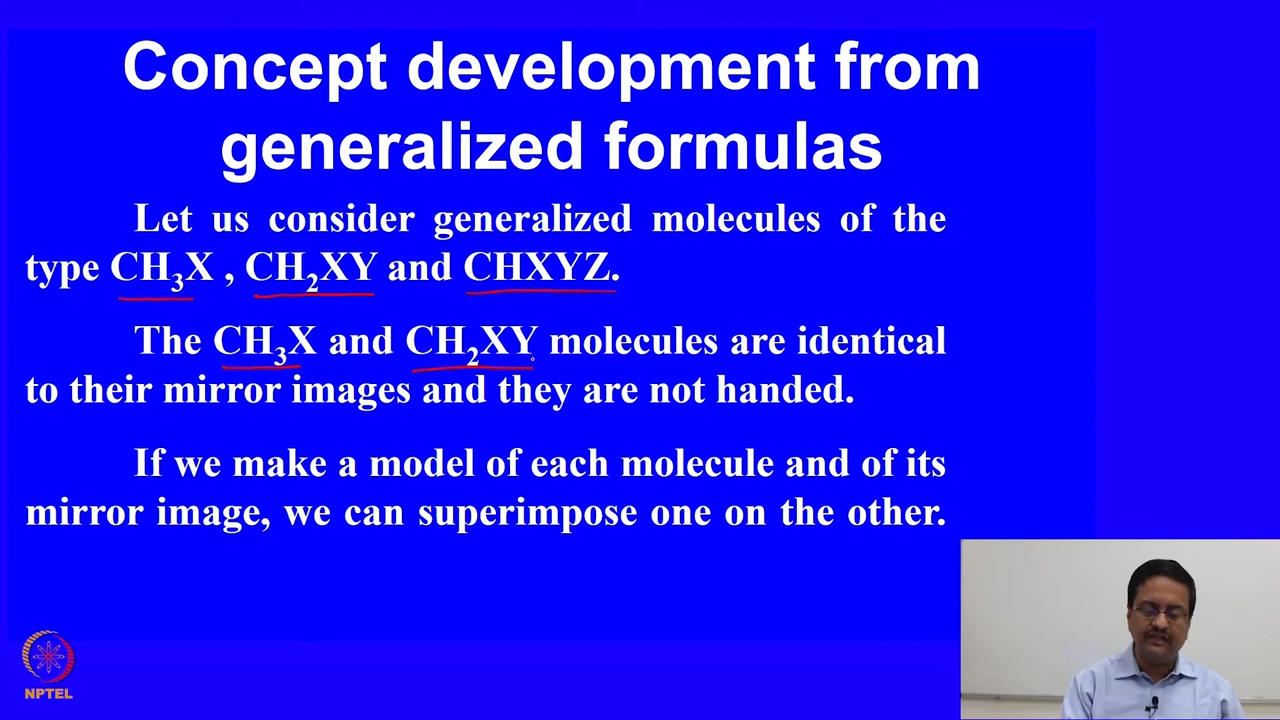 Concept development from
generalized formulas
Let us consider generalized molecules of the
type CH₃X , CH₂XY and CHXYZ.
The CH₃X and CH₂XY molecules are identical
to their mirror images and they are not handed.
If we make a model of each molecule and of its
mirror image, we can superimpose one on the other.
NPTEL